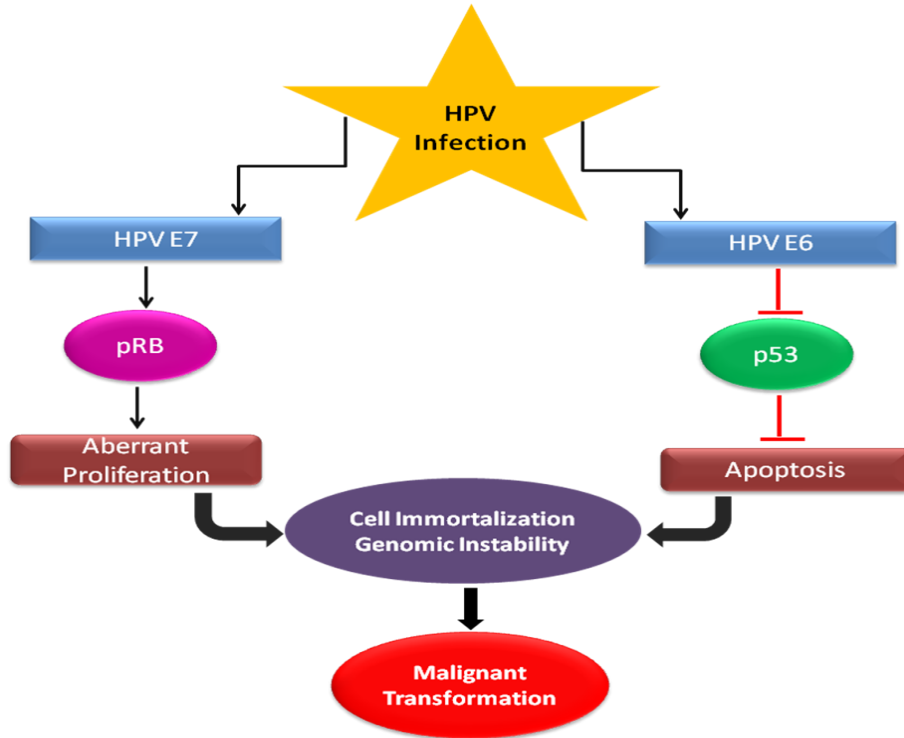 HPV
Infection
HPV E7
HPV E6
pRB
p53
Aberrant
Proliferation
Apoptosis
Cell Immortalization
Genomic Instability
Malignant
Transformation